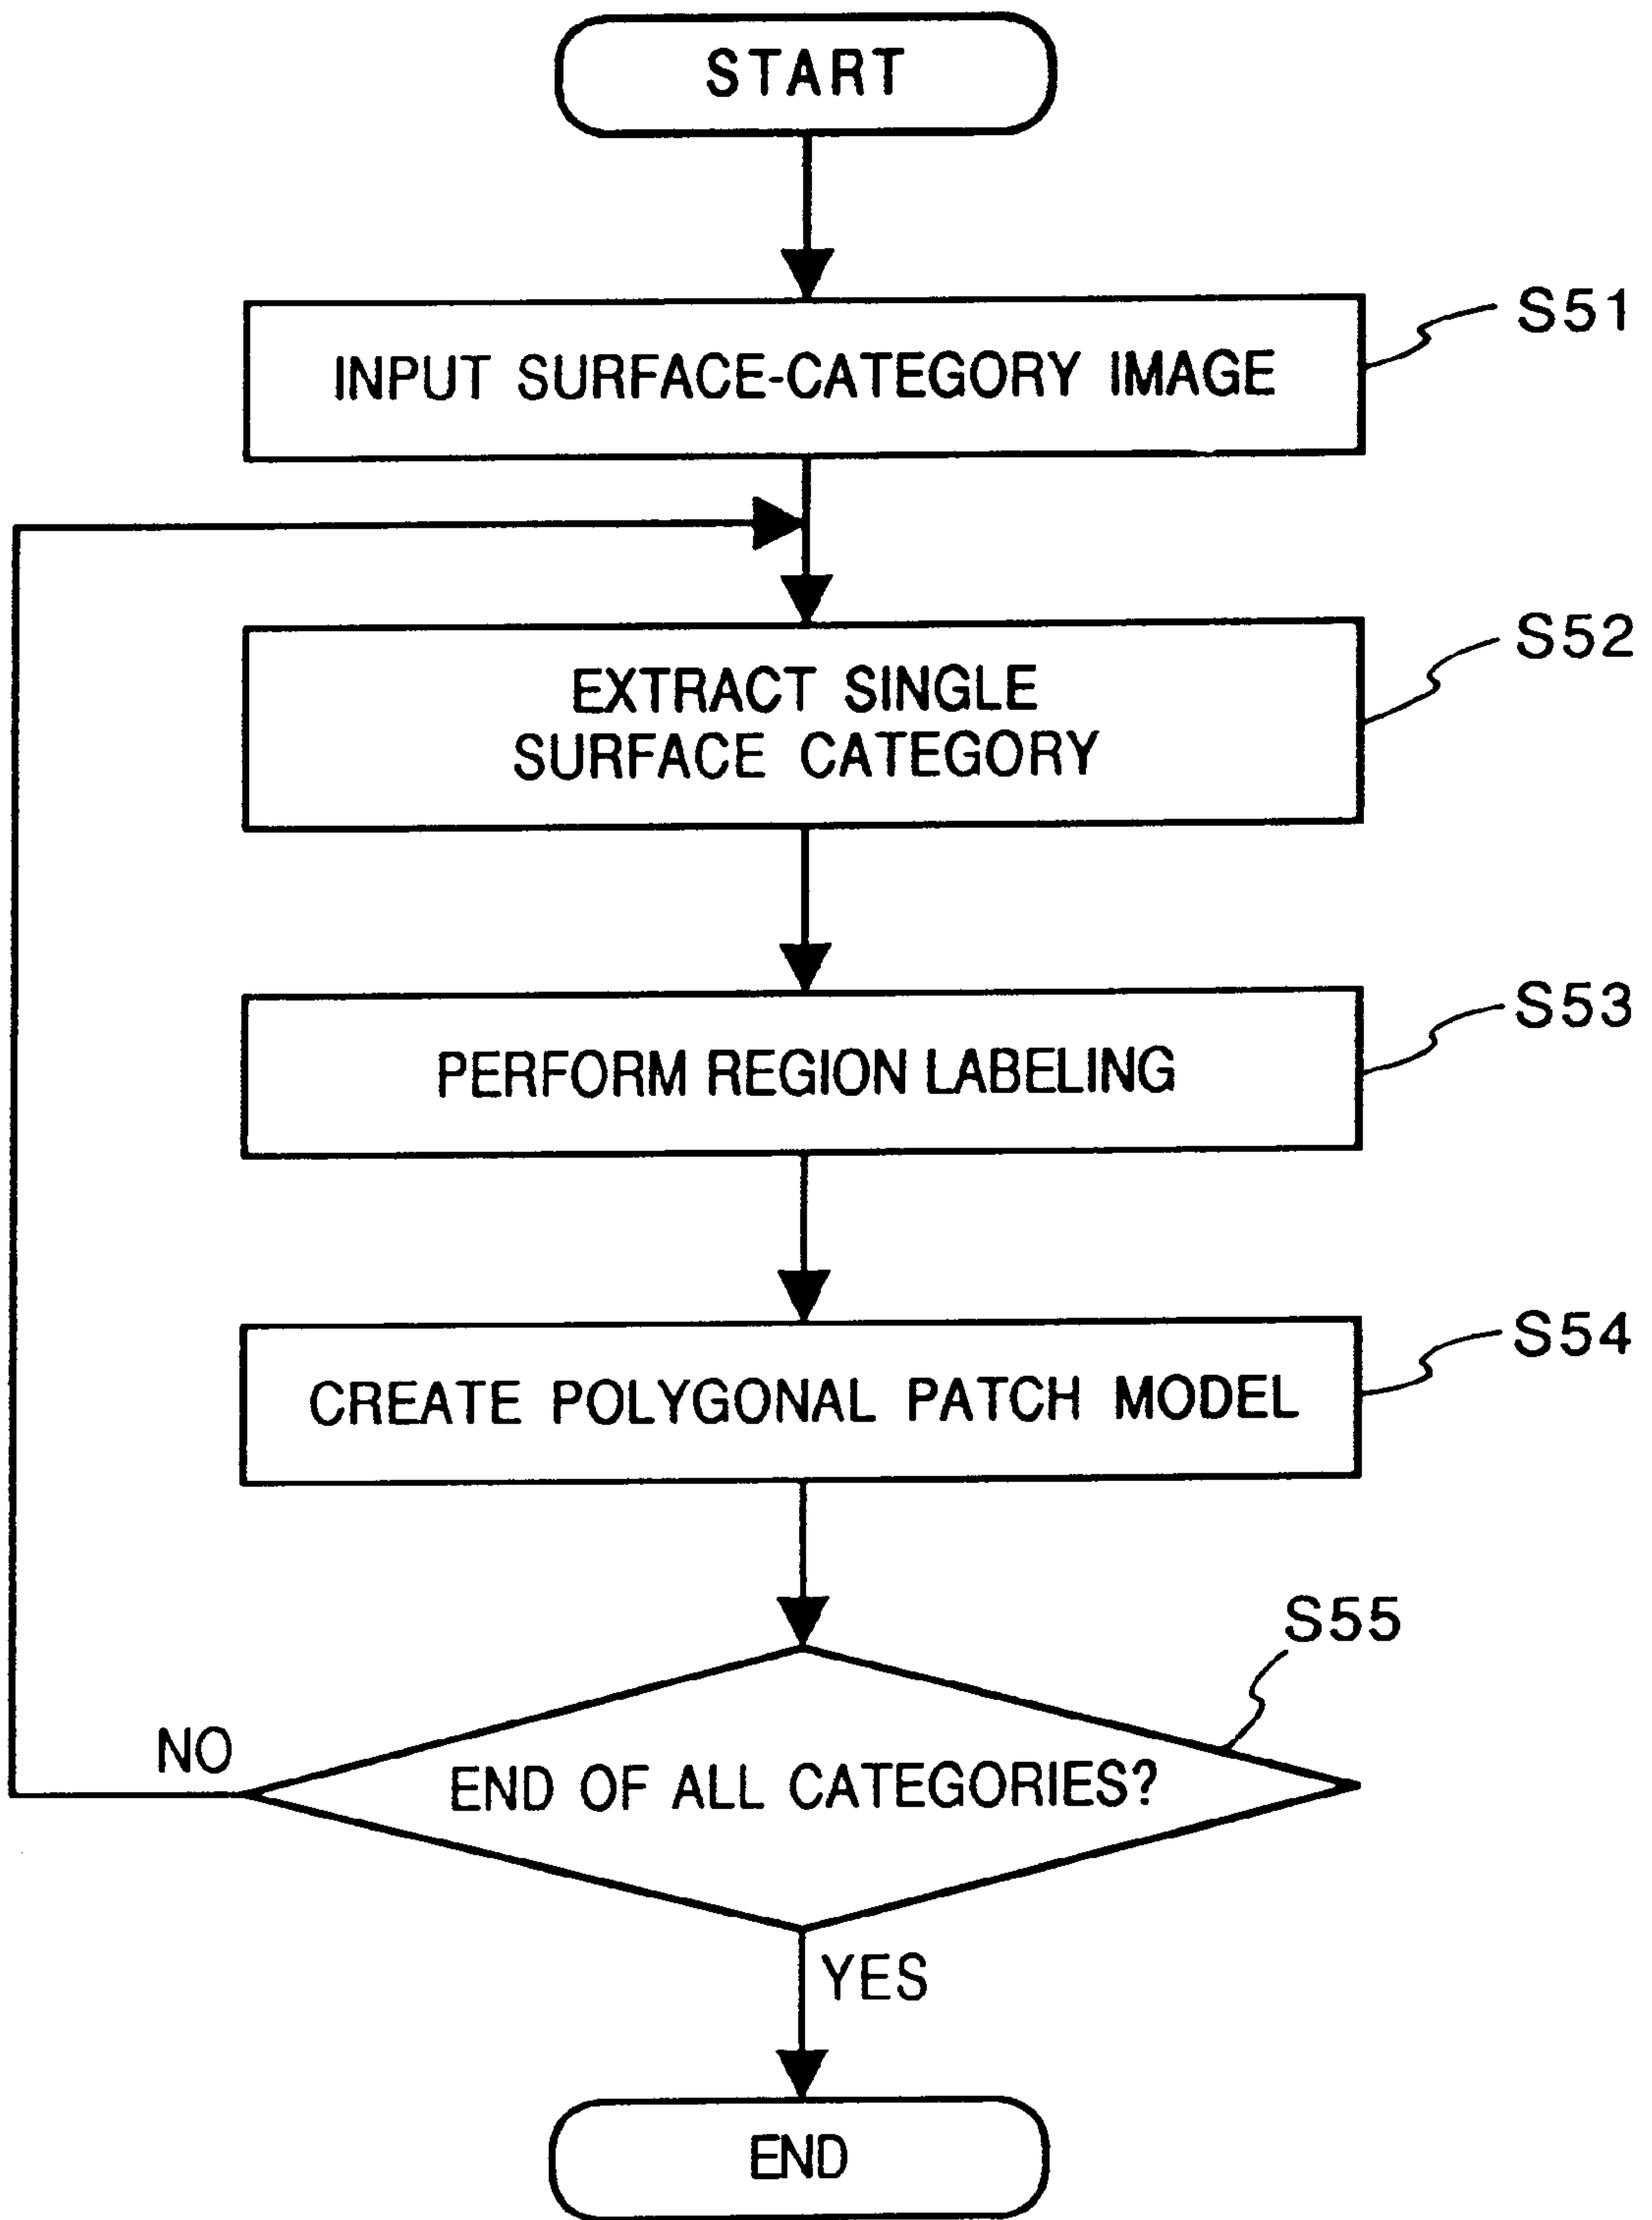 START
INPUT SURFACE-CATEGORY IMAGE
S51
EXTRACT SINGLE
SURFACE CATEGORY
S52
PERFORM REGION LABELING
S53
CREATE POLYGONAL PATCH MODEL
S54
S55
NO
END OF ALL CATEGORIES?
YES
END